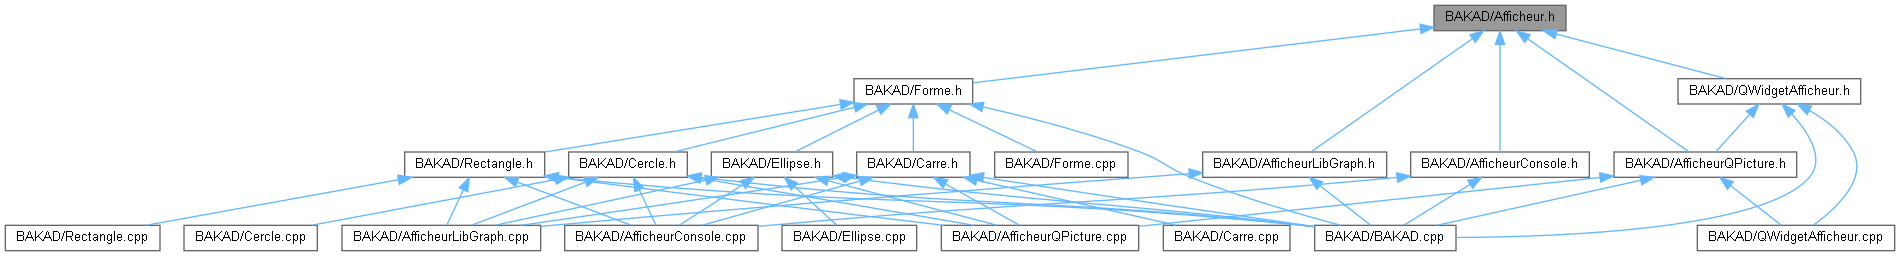 BAKAD/Afficheur.h
BAKAD/Forme.h
BAKAD/QWidgetAfficheur.h
BAKAD/Rectangle.h
BAKAD/Cercle.h
BAKAD/Ellipse.h
BAKAD/Carre.h
BAKAD/Forme.cpp
BAKAD/AfficheurLibGraph.h
BAKAD/AfficheurConsole.h
BAKAD/AfficheurQPicture.h
BAKAD/Rectangle.cpp
BAKAD/Cercle.cpp
BAKAD/AfficheurLibGraph.cpp
BAKAD/AfficheurConsole.cpp
BAKAD/Ellipse.cpp
BAKAD/AfficheurQPicture.cpp
BAKAD/Carre.cpp
BAKAD/BAKAD.cpp
BAKAD/QWidgetAfficheur.cpp